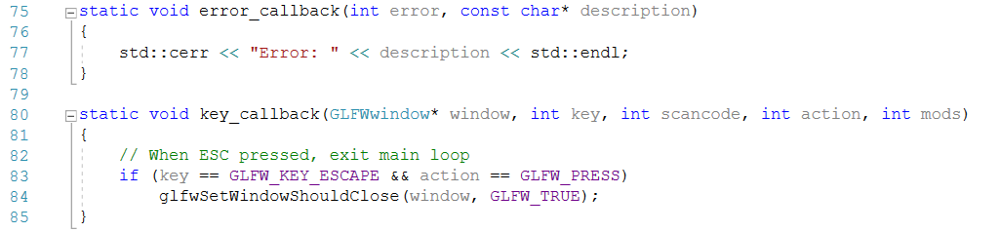 75 static void error_callback(int error, const char* description)
76 {
77 std::cerr << "Error: " << description << std::endl;
78 }
79
80 static void key_callback(GLFWwindow* window, int key, int scancode, int action, int mods)
81 {
82 // When ESC pressed, exit main loop
83 if (key == GLFW_KEY_ESCAPE && action == GLFW_PRESS)
84 glfwSetWindowShouldClose(window, GLFW_TRUE);
85 }